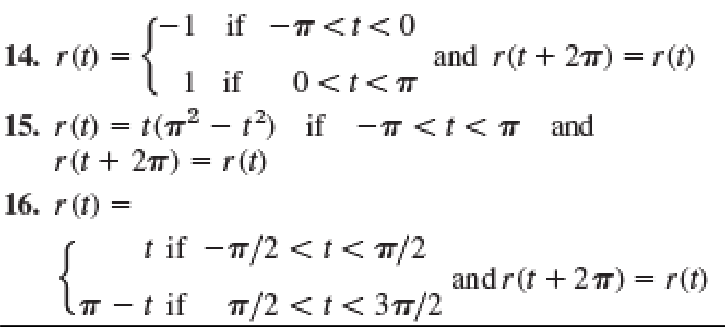 14. r(t) = { -1 if -π < t < 0
1 if 0 < t < π and r(t + 2π) = r(t)
15. r(t) = t(π² - t²) if -π < t < π and
r(t + 2π) = r(t)
16. r(t) =
{ t if -π/2 < t < π/2
π - t if π/2 < t < 3π/2 and r(t + 2π) = r(t)